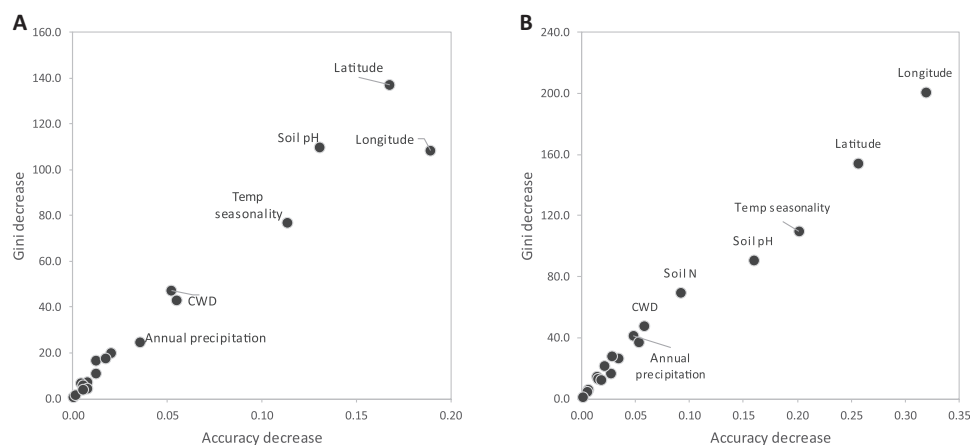 A
160.0
140.0
120.0
100.0
80.0
60.0
40.0
20.0
0.0
Gini decrease
Latitude
Soil pH
Longitude
Temp
seasonality
CWD
Annual precipitation
0.00
0.05
0.10
0.15
0.20
Accuracy decrease
B
240.0
200.0
160.0
120.0
80.0
40.0
0.0
Gini decrease
Longitude
Latitude
Temp seasonality
Soil pH
Soil N
CWD
Annual
precipitation
0.00
0.05
0.10
0.15
0.20
0.25
0.30
0.35
Accuracy decrease